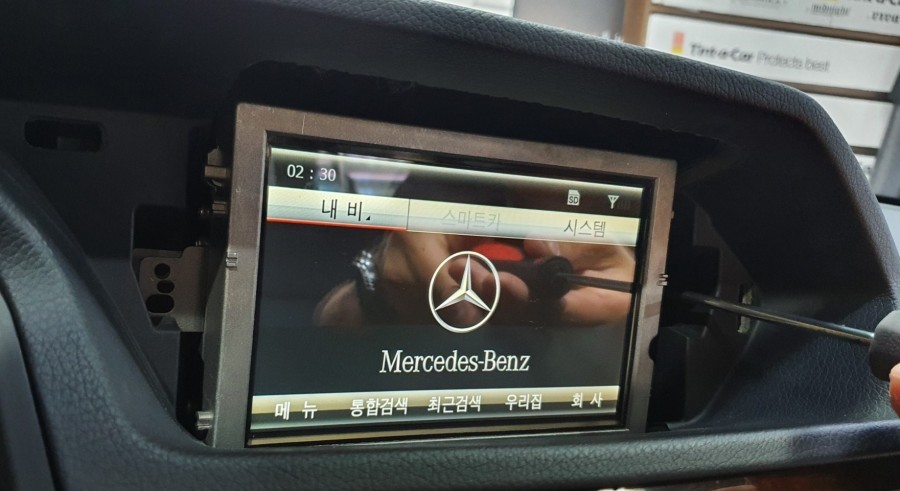 Tint-a-Car Protects best
02 : 30
SD
내 비
스마트카
시스템
Mercedes-Benz
메 뉴 통합검색 최근검색 우리집 회 사